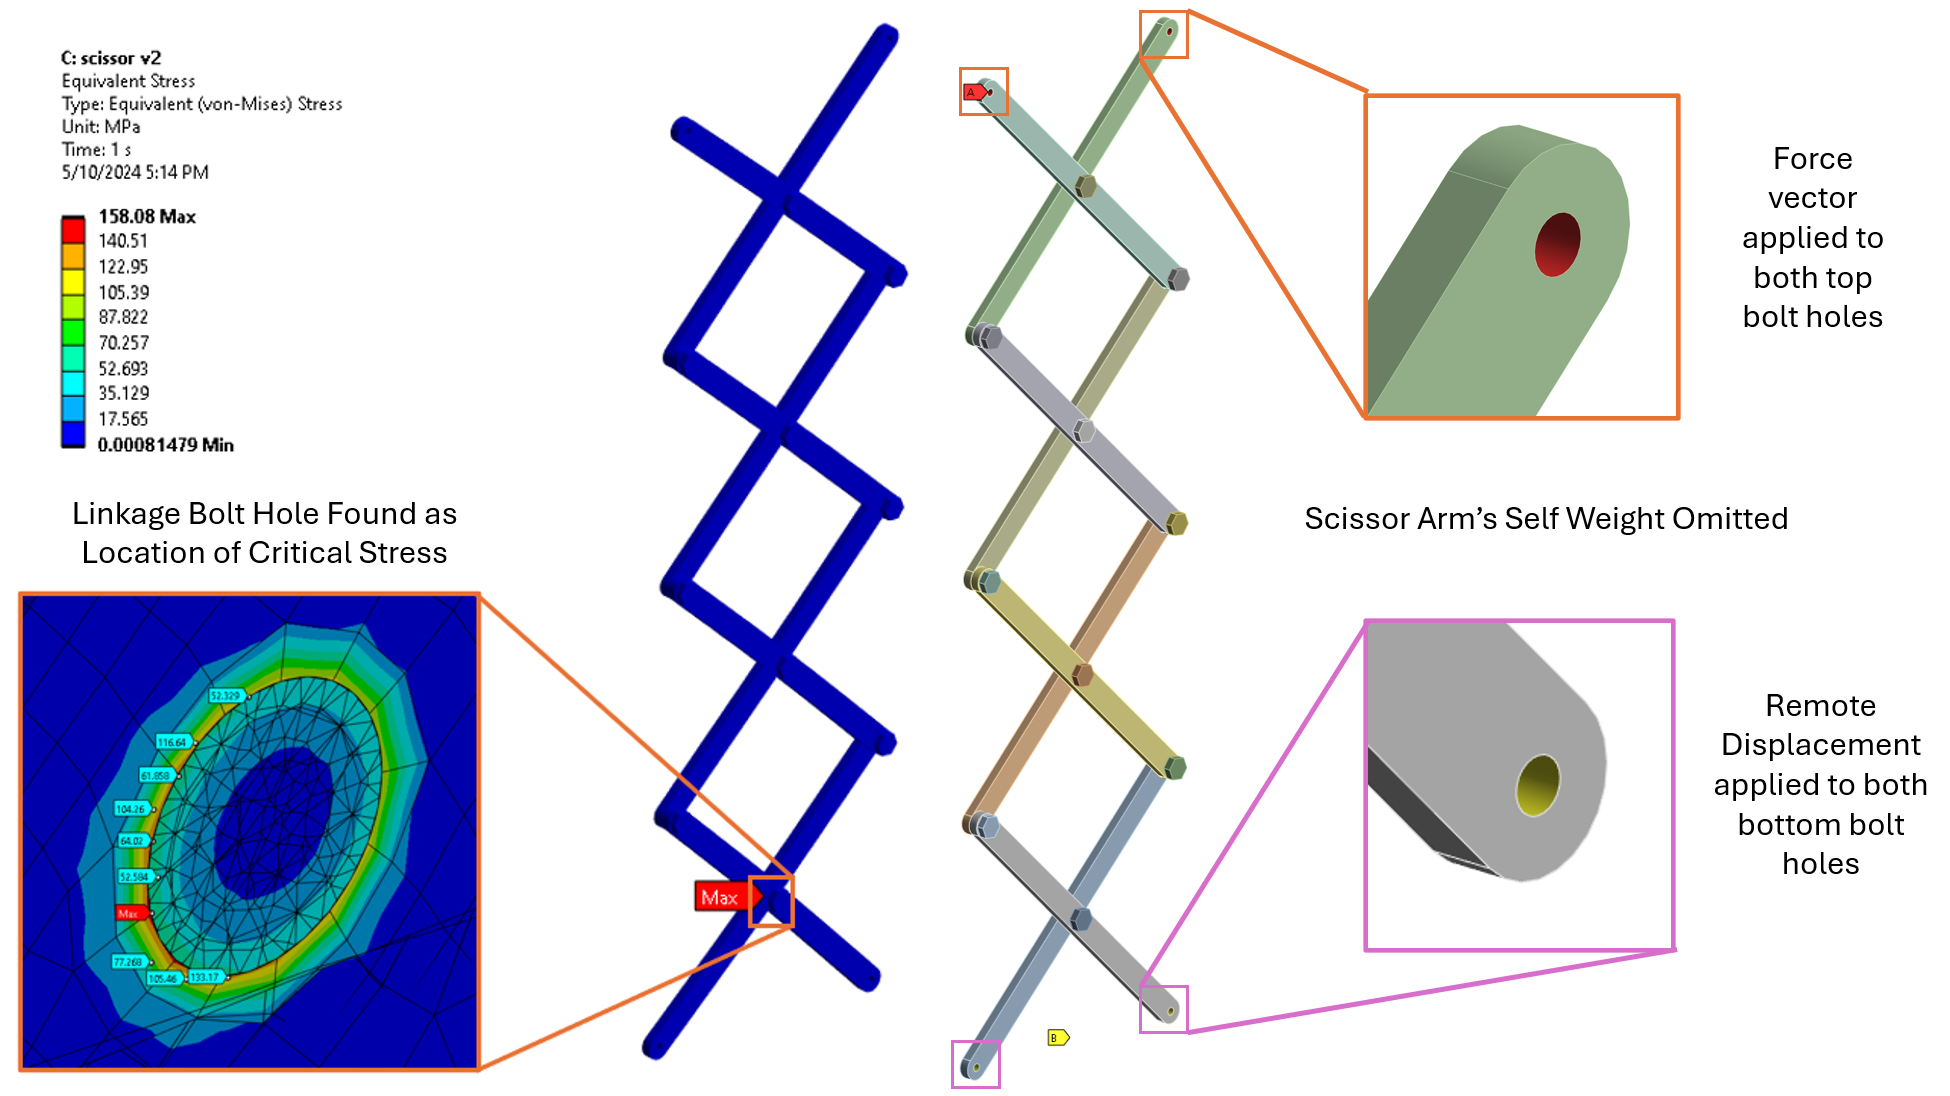 C: scissor v2
Equivalent Stress
Type: Equivalent (von-Mises) Stress
Unit: MPa
Time: 1 s
5/10/2024 5:14 PM
158.08 Max
140.51
122.95
105.39
87.822
70.257
52.693
35.129
17.565
0.00081479 Min
Linkage Bolt Hole Found as
Location of Critical Stress
52.329
116.64
61.858
104.26
64.02
52.584
Max
77.268
105.46
133.17
Max
A
B
Force
vector
applied to
both top
bolt holes
Scissor Arm’s Self Weight Omitted
Remote
Displacement
applied to both
bottom bolt
holes